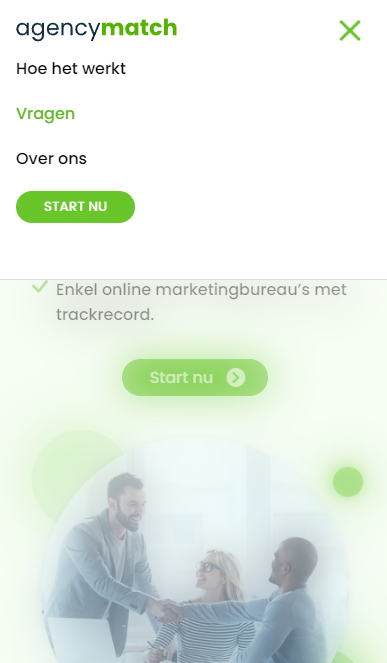 agencymatch
Hoe het werkt
Vragen
Over ons
START NU
Enkel online marketingbureau’s met
trackrecord.
Start nu